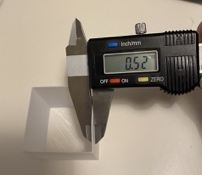 inch/mm
0.52
OFF ON ZERO